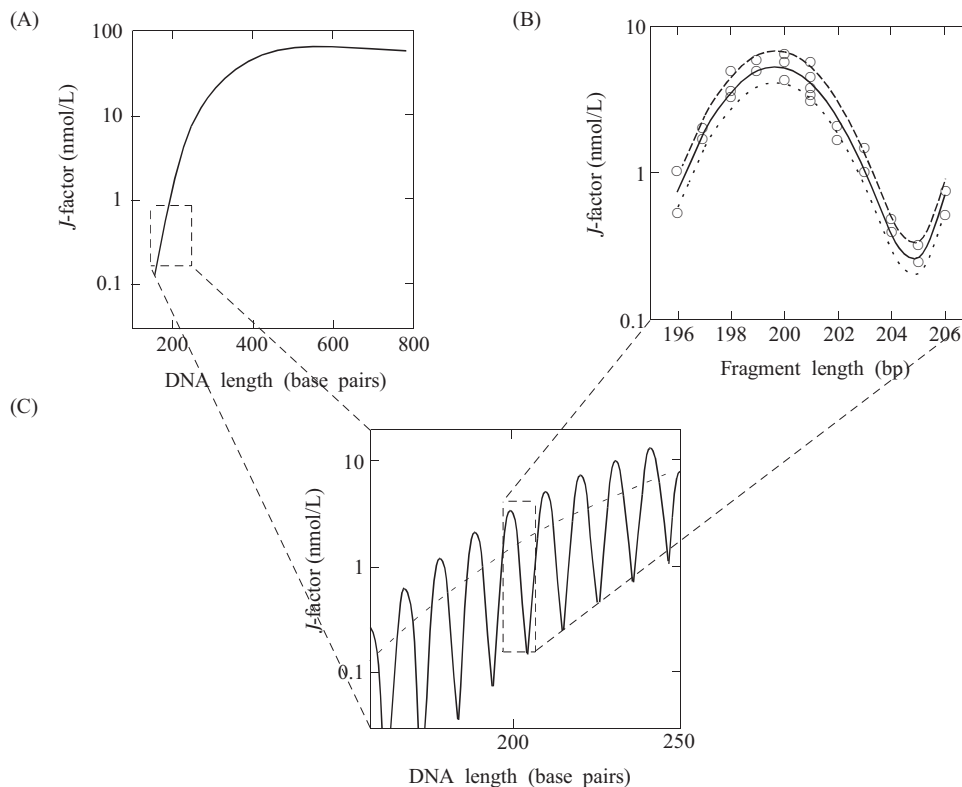 (A)
100
10
1
0.1
J-factor (nmol/L)
200 400 600 800
DNA length (base pairs)
(B)
10
1
0.1
J-factor (nmol/L)
196 198 200 202 204 206
Fragment length (bp)
(C)
10
1
0.1
J-factor (nmol/L)
200 250
DNA length (base pairs)